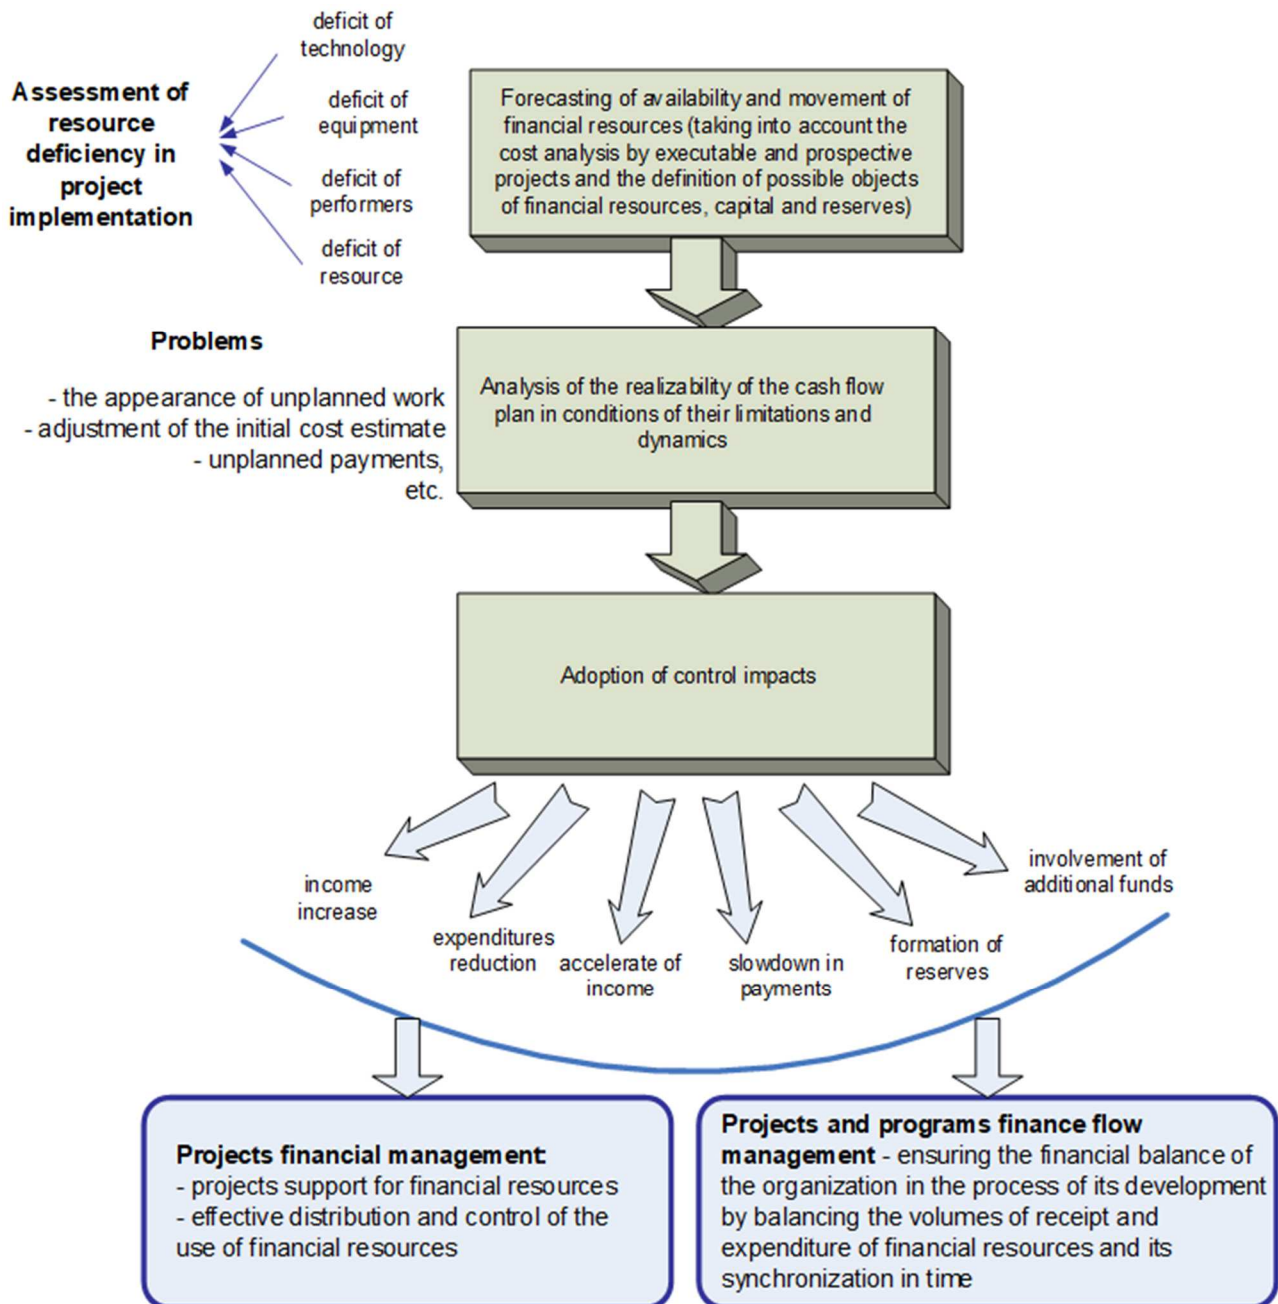 Assessment of
resource
deficiency in
project
implementation
deficit of
technology
deficit of
equipment
deficit of
performers
deficit of
resource
Forecasting of availability and movement of
financial resources (taking into account the
cost analysis by executable and prospective
projects and the definition of possible objects
of financial resources, capital and reserves)
Problems
- the appearance of unplanned work
- adjustment of the initial cost estimate
- unplanned payments,
etc.
Analysis of the realizability of the cash flow
plan in conditions of their limitations and
dynamics
Adoption of control impacts
income
increase
expenditures
reduction
accelerate of
income
slowdown in
payments
formation of
reserves
involvement of
additional funds
Projects financial management:
- projects support for financial resources
- effective distribution and control of the
use of financial resources
Projects and programs finance flow
management - ensuring the financial balance of
the organization in the process of its development
by balancing the volumes of receipt and
expenditure of financial resources and its
synchronization in time